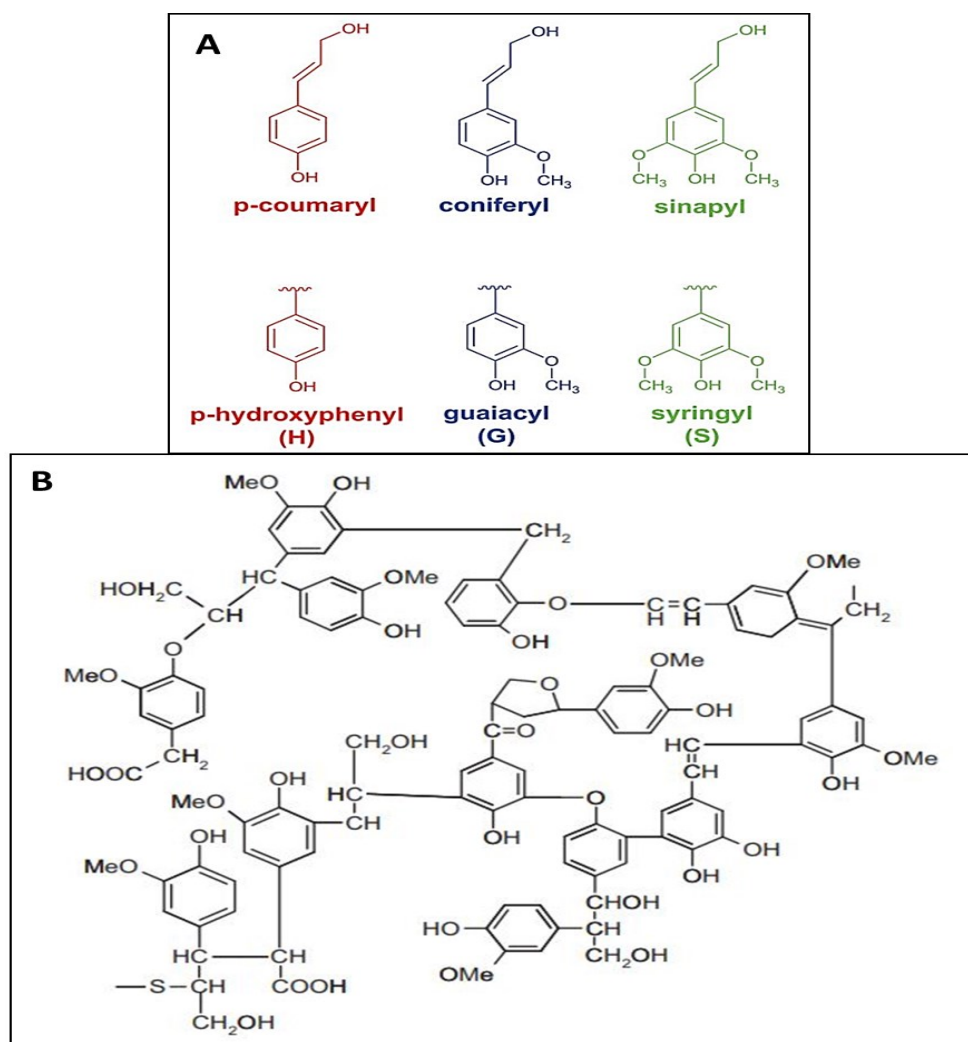 A
OH OH OH
O O O
OH CH₃ CH₃ OH CH₃
OH
p-coumaryl coniferyl sinapyl
O O O
OH CH₃ CH₃ OH CH₃
OH
p-hydroxyphenyl guaiacyl syringyl
(H) (G) (S)
B
MeO OH
CH₂
OMe
HC OMe
HOH₂C O C=C CH₂
CH H H
OH OH
O OMe
MeO O
OH
C=O
CH₂OH HC OMe
HOOC CH₂ CH OH
OH HC
MeO O
CH OH
OH OH
MeO OH
CHOH
HO CH
HC CH CH₂OH
S CH COOH OMe
CH₂OH